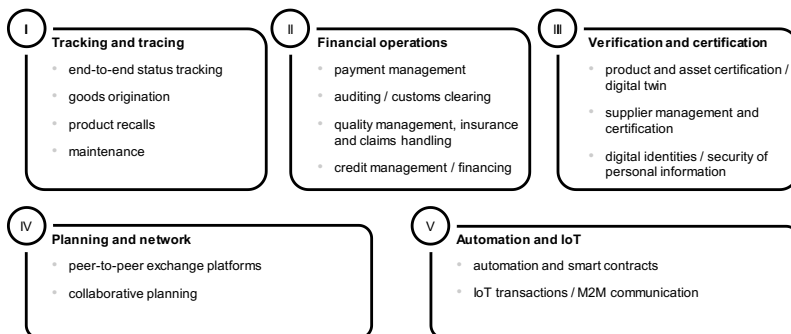 I
Tracking and tracing
end-to-end status tracking
goods origination
product recalls
maintenance
II
Financial operations
payment management
auditing / customs clearing
quality management, insurance
and claims handling
credit management / financing
III
Verification and certification
product and asset certification /
digital twin
supplier management and
certification
digital identities / security of
personal information
IV
Planning and network
peer-to-peer exchange platforms
collaborative planning
V
Automation and IoT
automation and smart contracts
IoT transactions / M2M communication